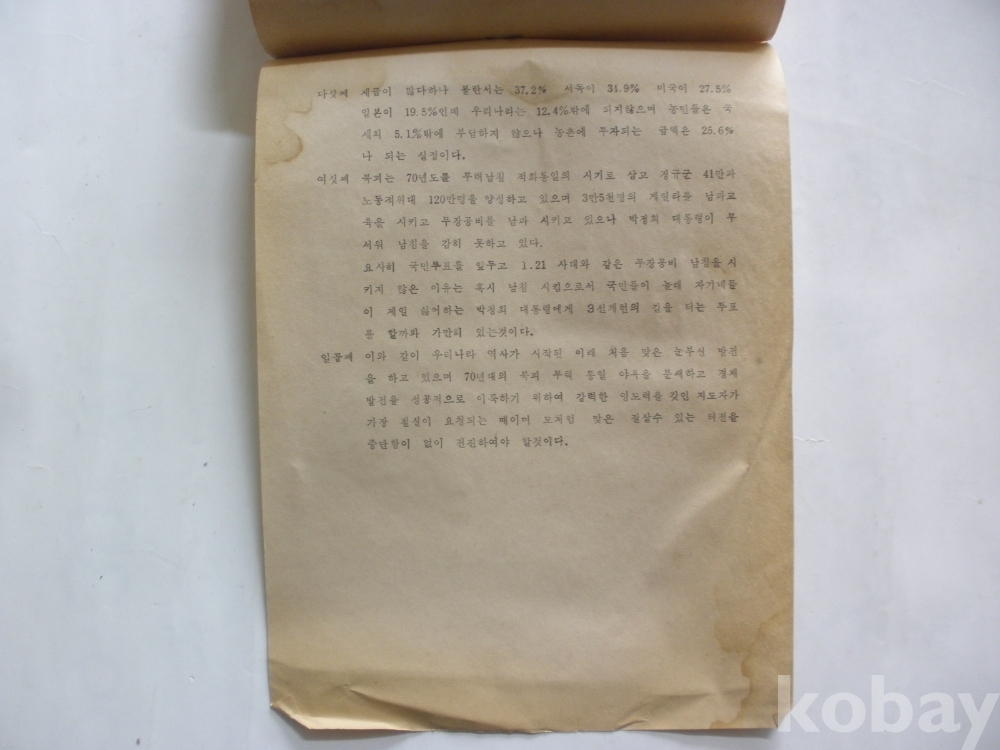 다섯째 세금이 많다하나 불란서는 37.2% 서독이 34.9% 미국이 27.5%
일본이 19.5%인데 우리나라는 12.4%밖에 되지않으며 농민들은 국
세의 5.1%밖에 부담하지 않으나 농촌에 투자되는 금액은 25.6%
나 되는 실정이다.
여섯째 북괴는 70년도를 무력남침 적화통일의 시기로 삼고 정규군 41만과
노동적위대 120만명을 양성하고 있으며 3만5천명의 게릴라를 남파교
육을 시키고 무장공비를 남파 시키고 있으나 박정희 대통령이 무
서워 남침을 감히 못하고 있다.
요사히 국민투표를 앞두고 1.21 사태와 같은 무장공비 남침을 시
키지 않은 이유는 혹시 남침 시킴으로서 국민들이 놀래 자기네들
이 제일 싫어하는 박정희 대통령에게 3선개헌의 길을 터는 투표
를 할까봐 가만히 있는것이다.
일곱째 이와 같이 우리나라 역사가 시작된 이래 처음 맞은 눈부신 발전
을 하고 있으며 70년대의 북괴 무력 통일 야욕을 분쇄하고 경제
발전을 성공적으로 이룩하기 위하여 강력한 영도력을 갖인 지도자가
가장 절실이 요청되는 때이며 모처럼 맞은 잘살수 있는 터전을
중단함이 없이 전진하여야 할것이다.
kobay